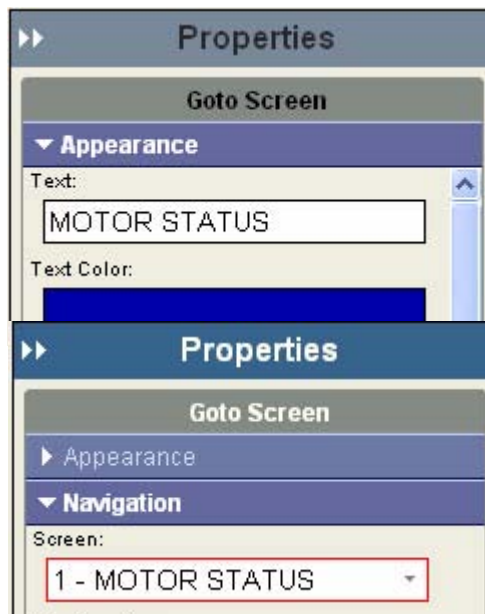 Properties
Goto Screen
Appearance
Text:
MOTOR STATUS
Text Color:
Properties
Goto Screen
Appearance
Navigation
Screen:
1 - MOTOR STATUS